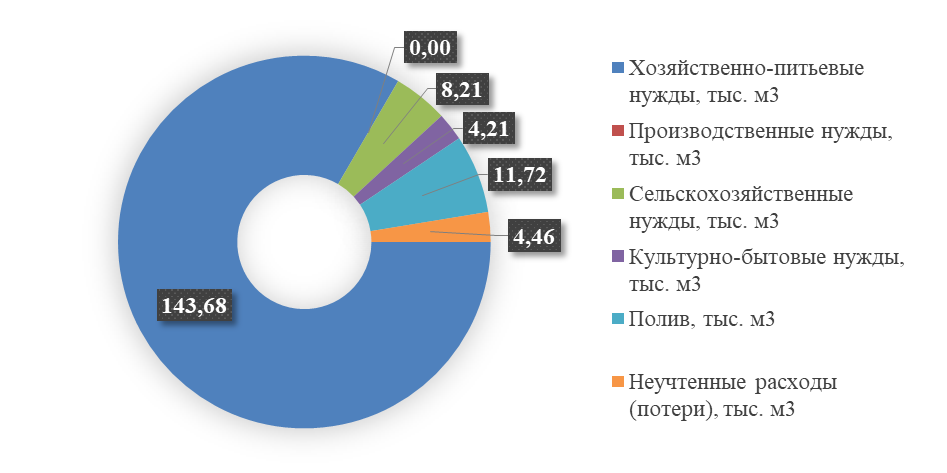 0,00
8,21
4,21
11,72
4,46
143,68
Хозяйственно-питьевые
нужды, тыс. м3
Производственные нужды,
тыс. м3
Сельскохозяйственные
нужды, тыс. м3
Культурно-бытовые нужды,
тыс. м3
Полив, тыс. м3
Неучтенные расходы
(потери), тыс. м3